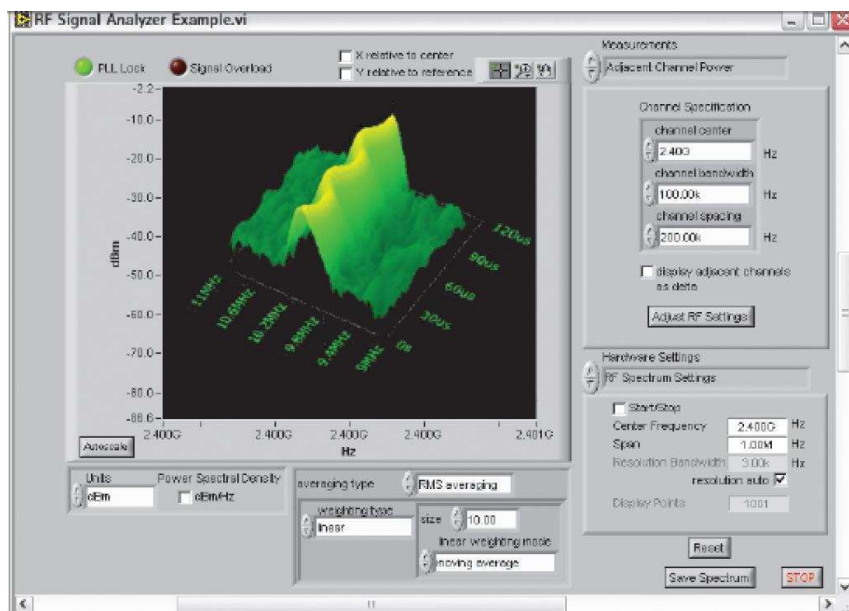 RF Signal Analyzer Example.vi
PLL Lock
Signal Overload
X relative to center
Y relative to reference
-2.2
-10.0
-20.0
-30.0
-40.0
-50.0
-60.0
-70.0
-80.0
-86.6
dBm
11MHz
10.6MHz
10.2MHz
9.8MHz
9.4MHz
9MHz
0s
30us
60us
90us
120us
2.400G
2.400G
2.400G
2.400G
2.401G
Hz
Autoscale
Units
dBm
Power Spectral Density
dBm/Hz
averaging type
RMS averaging
weighting type
linear
size
10.00
linear weighting mode
moving average
Measurements
Adjacent Channel Power
Channel Specification
channel center
2.40G
Hz
channel bandwidth
100.00k
Hz
channel spacing
200.00k
Hz
display adjacent channels
as delta
Adjust RF Settings
Hardware Settings
RF Spectrum Settings
Start/Stop
Center Frequency
2.400G
Hz
Span
1.00M
Hz
Resolution Bandwidth
3.00k
Hz
resolution auto
Display Points
1001
Reset
Save Spectrum
STOP